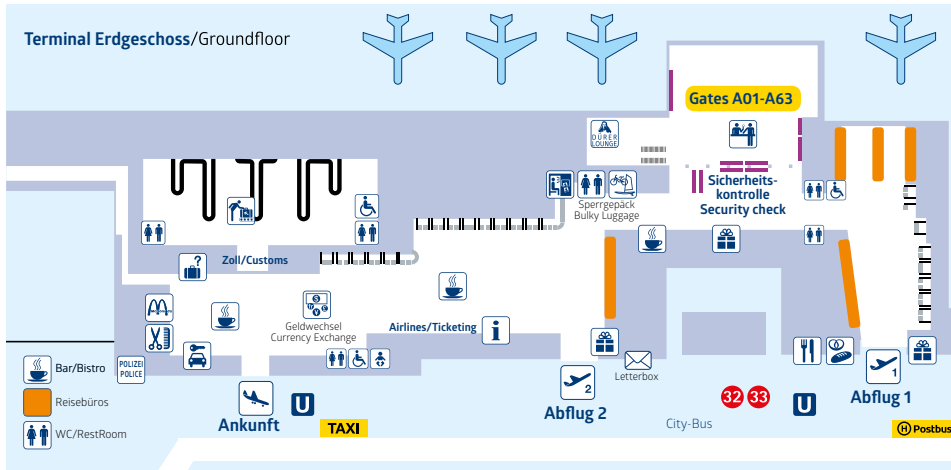 Terminal Erdgeschoss/Groundfloor
Gates A01-A63
DÜRER
LOUNGE
Sicherheits-
kontrolle
Security check
Sperrgepäck
Bulky Luggage
Zoll/Customs
?
Geldwechsel
Currency Exchange
Airlines/Ticketing
i
Bar/Bistro
POLIZEI
POLICE
Reisebüros
WC/RestRoom
Letterbox
Ankunft
U
TAXI
2
Abflug 2
32 33
City-Bus
U
1
Abflug 1
H Postbus